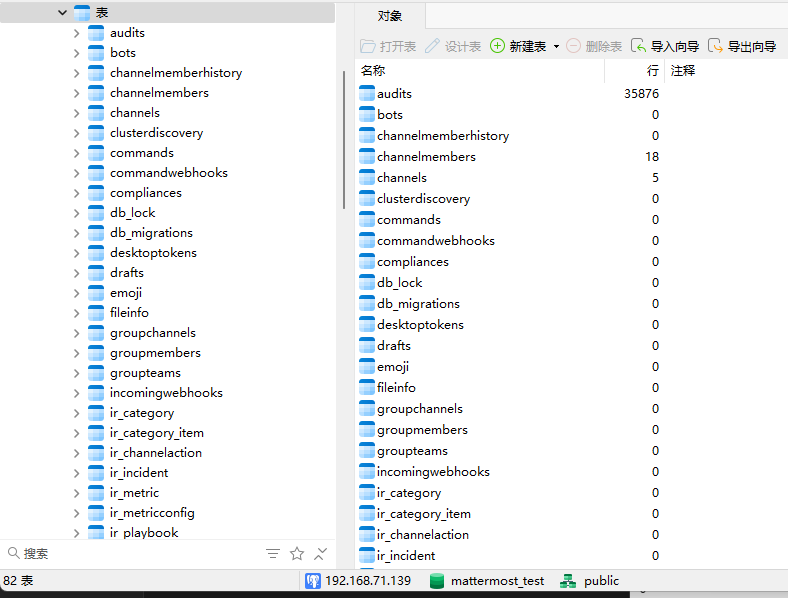 表
audits
bots
channelmemberhistory
channelmembers
channels
clusterdiscovery
commands
commandwebhooks
compliances
db_lock
db_migrations
desktoptokens
drafts
emoji
fileinfo
groupchannels
groupmembers
groupteams
incomingwebhooks
ir_category
ir_category_item
ir_channelaction
ir_incident
ir_metric
ir_metricconfig
ir_playbook
搜索
对象
打开表 设计表 新建表 删除表 导入向导 导出向导
名称 行 注释
audits 35876
bots 0
channelmemberhistory 0
channelmembers 18
channels 5
clusterdiscovery 0
commands 0
commandwebhooks 0
compliances 0
db_lock 0
db_migrations 0
desktoptokens 0
drafts 0
emoji 0
fileinfo 0
groupchannels 0
groupmembers 0
groupteams 0
incomingwebhooks 0
ir_category 0
ir_category_item 0
ir_channelaction 0
ir_incident 0
82 表 192.168.71.139 mattermost_test public